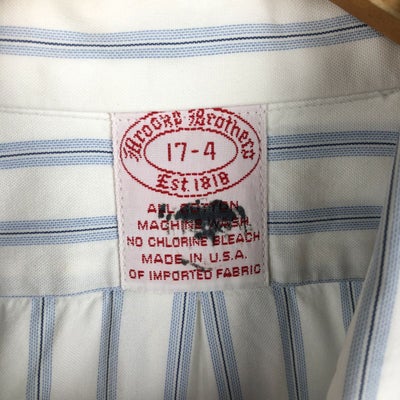 Brooks Brothers
17-4
Est. 1818
ALL COTTON
MACHINE WASH
NO CHLORINE BLEACH
MADE IN U.S.A.
OF IMPORTED FABRIC